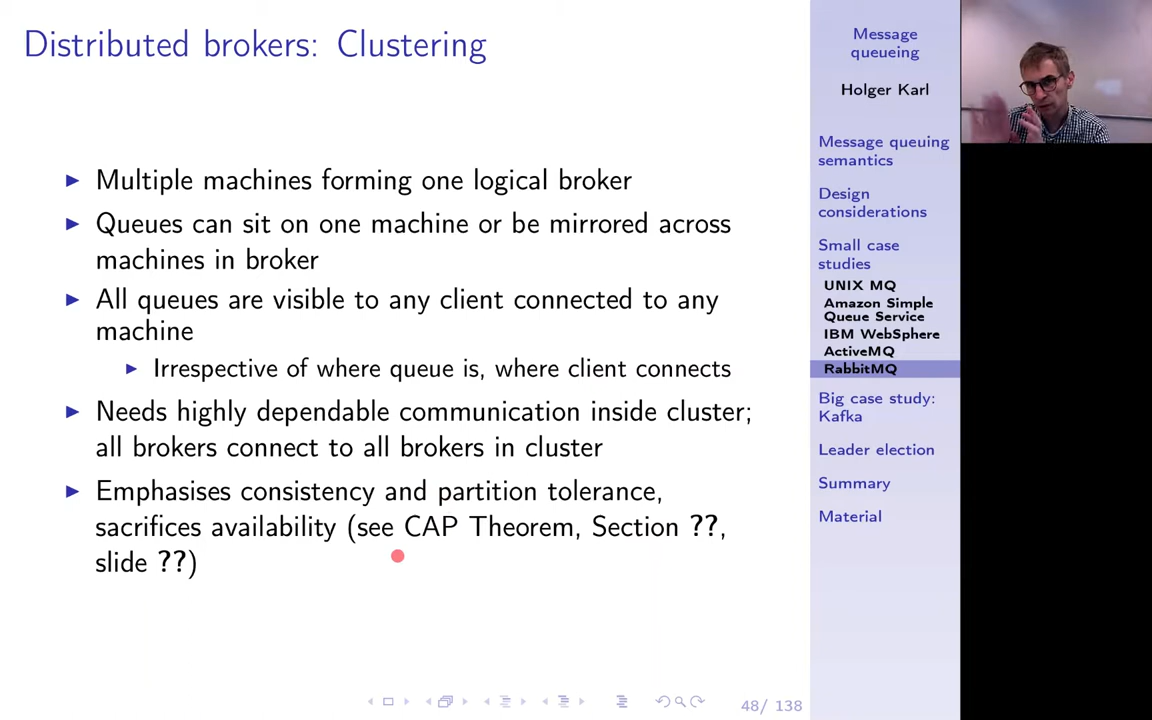 Distributed brokers: Clustering
Multiple machines forming one logical broker
Queues can sit on one machine or be mirrored across
machines in broker
All queues are visible to any client connected to any
machine
Irrespective of where queue is, where client connects
Needs highly dependable communication inside cluster;
all brokers connect to all brokers in cluster
Emphasises consistency and partition tolerance,
sacrifices availability (see CAP Theorem, Section ??,
slide ??)
48/ 138
Message
queueing
Holger Karl
Message queuing
semantics
Design
considerations
Small case
studies
UNIX MQ
Amazon Simple
Queue Service
IBM WebSphere
ActiveMQ
RabbitMQ
Big case study:
Kafka
Leader election
Summary
Material